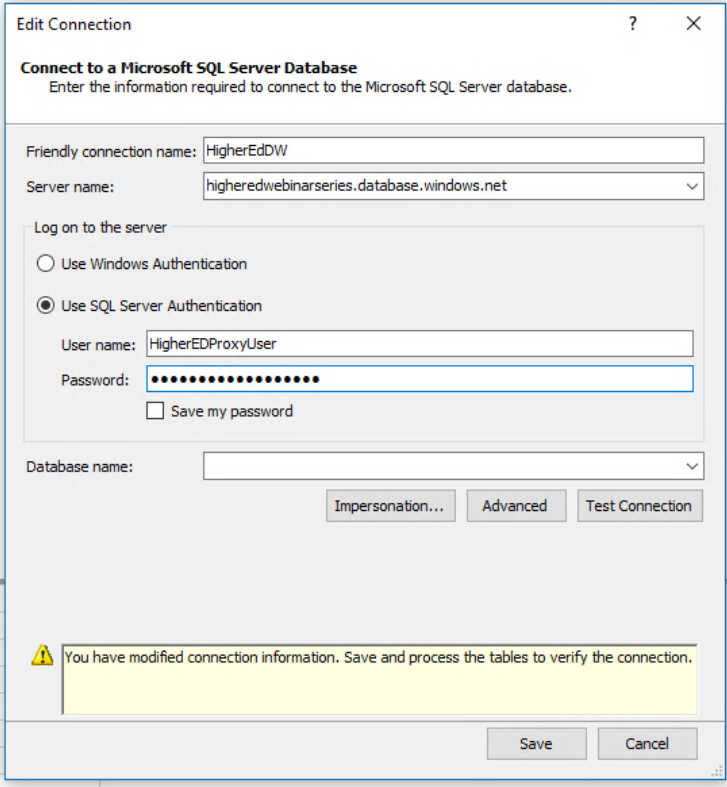 Edit Connection ?
Connect to a Microsoft SQL Server Database
Enter the information required to connect to the Microsoft SQL Server database.
Friendly connection name: HigherEdDW
Server name: higheredwebinarseries.database.windows.net
Log on to the server
Use Windows Authentication
Use SQL Server Authentication
User name: HigherEDProxyUser
Password: ●●●●●●●●●●●●●●●●●●
Save my password
Database name:
Impersonation... Advanced Test Connection
You have modified connection information. Save and process the tables to verify the connection.
Save Cancel